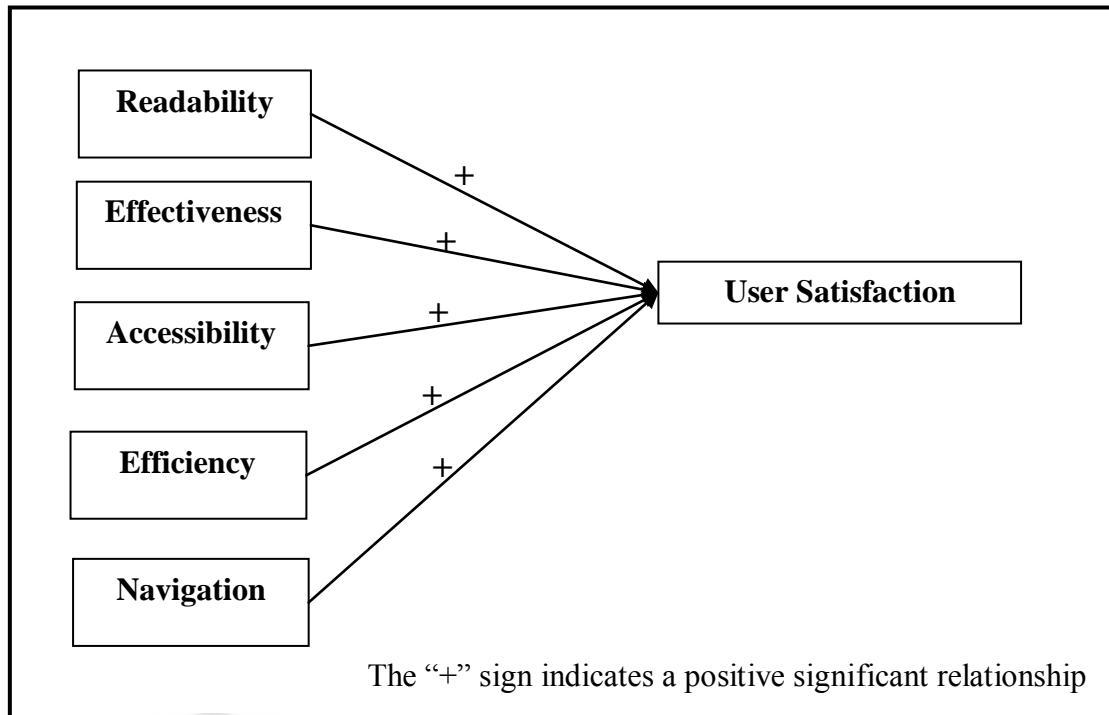 Readability
+
Effectiveness
+
User Satisfaction
Accessibility
+
Efficiency
+
Navigation
+
The “+” sign indicates a positive significant relationship